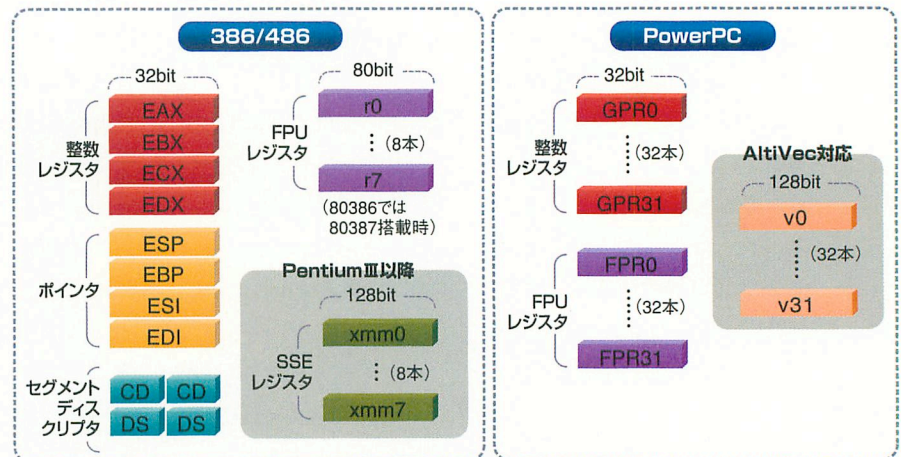 386/486
32bit
整数
レジスタ
EAX
EBX
ECX
EDX
ポインタ
ESP
EBP
ESI
EDI
セグメント
ディス
クリプタ
CD CD
DS DS
80bit
FPU
レジスタ
r0
(8本)
r7
(80386では
80387搭載時)
PentiumⅢ以降
128bit
SSE
レジスタ
xmm0
(8本)
xmm7
PowerPC
32bit
整数
レジスタ
GPR0
(32本)
GPR31
FPU
レジスタ
FPR0
(32本)
FPR31
AltiVec対応
128bit
v0
(32本)
v31